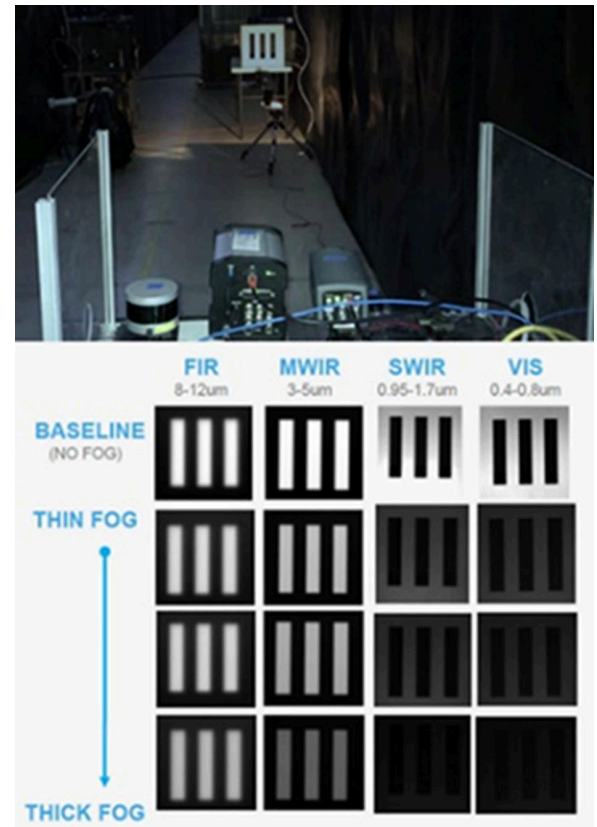 FIR MWIR SWIR VIS
8-12um 3-5um 0.95-1.7um 0.4-0.8um
BASELINE
(NO FOG)
THIN FOG
THICK FOG